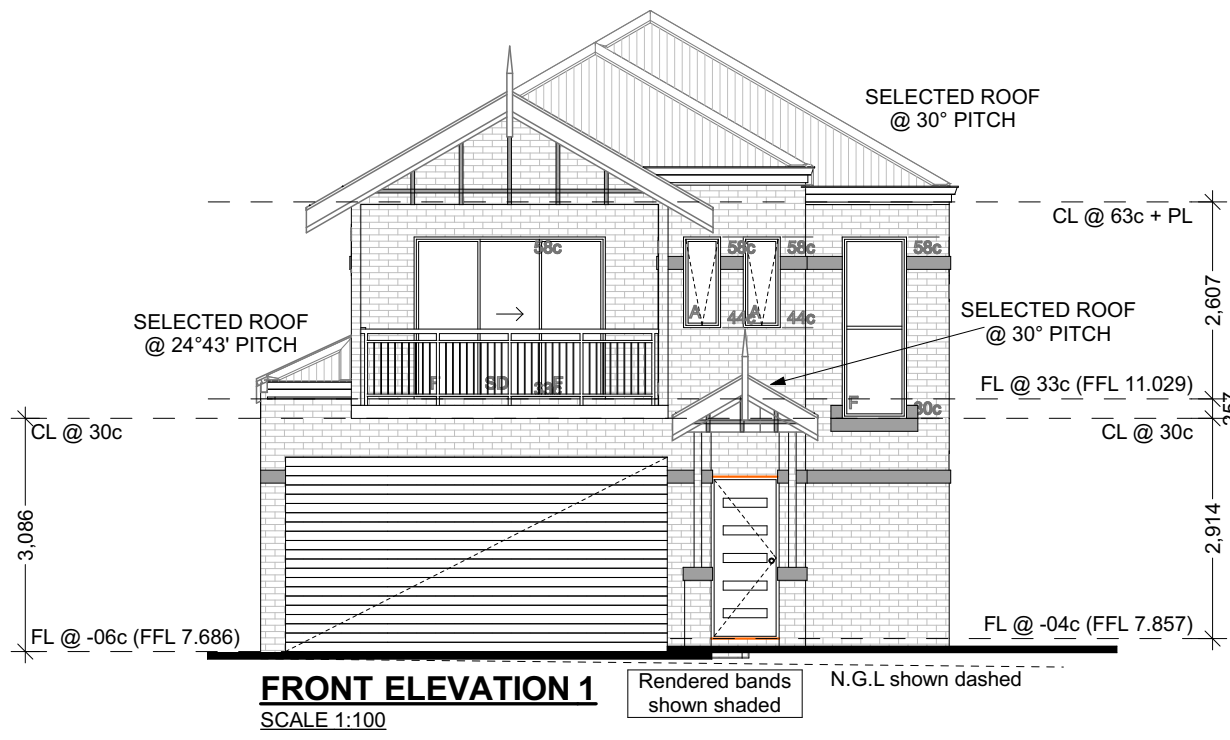 SELECTED ROOF
@ 30° PITCH
CL @ 63c + PL
58c
58c
58c
58c
2,607
A
A
44c
44c
SELECTED ROOF
@ 30° PITCH
SELECTED ROOF
@ 24°43' PITCH
F
SD
F
FL @ 33c (FFL 11.029)
257
F
30c
CL @ 30c
CL @ 30c
3,086
2,914
FL @ -06c (FFL 7.686)
FL @ -04c (FFL 7.857)
FRONT ELEVATION 1
SCALE 1:100
Rendered bands
shown shaded
N.G.L shown dashed